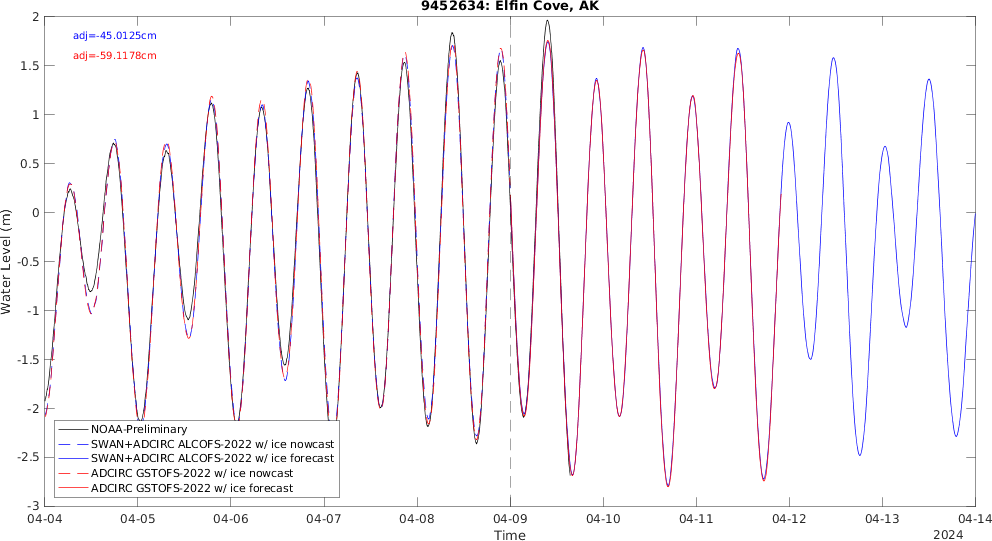 9452634: Elfin Cove, AK
adj=-45.0125cm
adj=-59.1178cm
Water Level (m)
2
1.5
1
0.5
0
-0.5
-1
-1.5
-2
-2.5
-3
NOAA-Preliminary
SWAN+ADCIRC ALCOFS-2022 w/ ice nowcast
SWAN+ADCIRC ALCOFS-2022 w/ ice forecast
ADCIRC GSTOFS-2022 w/ ice nowcast
ADCIRC GSTOFS-2022 w/ ice forecast
04-04 04-05 04-06 04-07 04-08 04-09 04-10 04-11 04-12 04-13 04-14
Time
2024